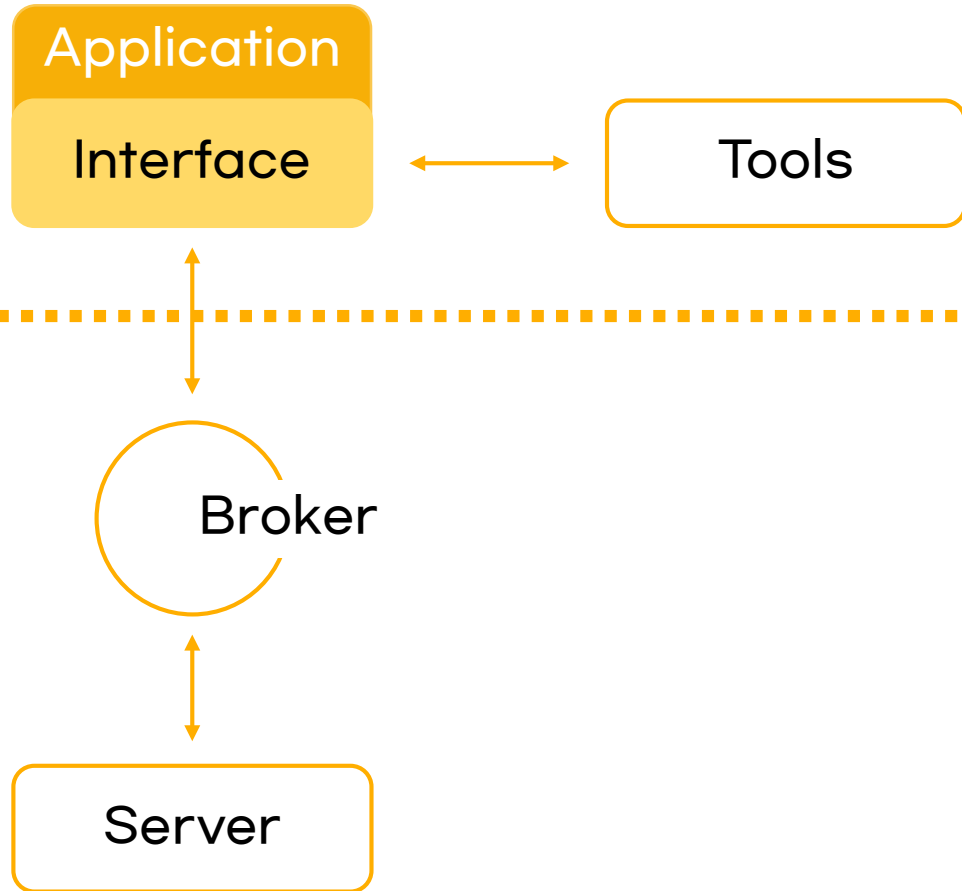 Application
Interface
Tools
Broker
Server